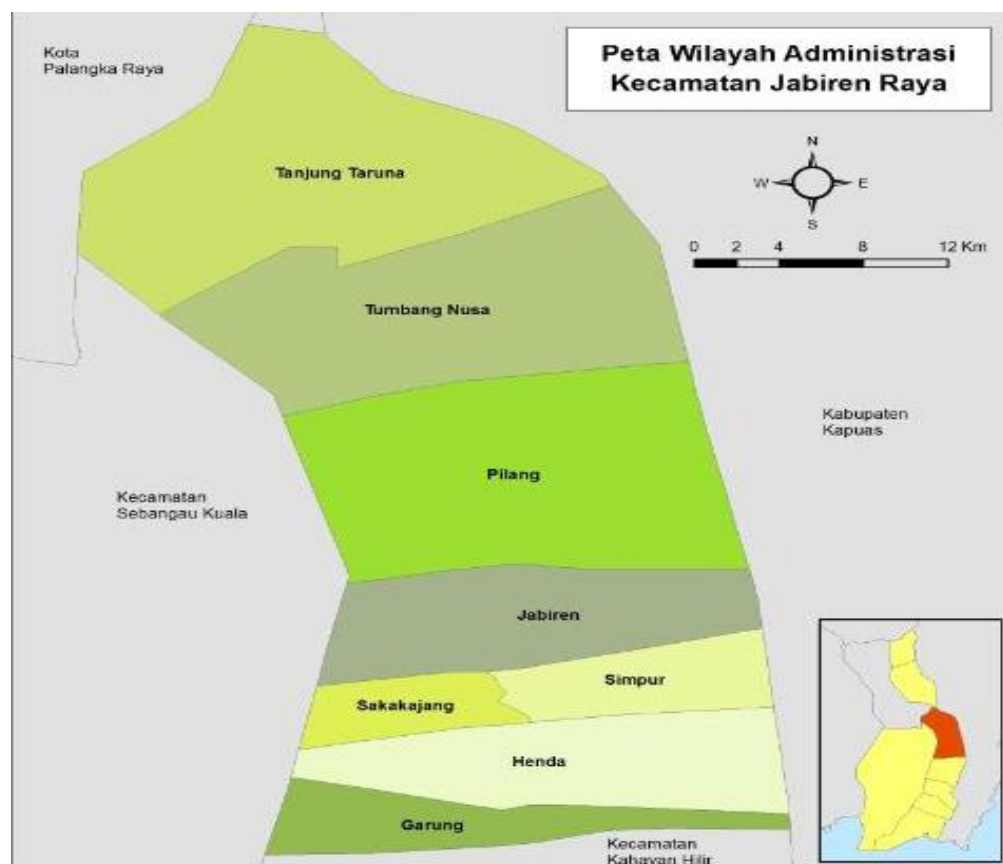 Kota
Palangka Raya
Peta Wilayah Administrasi
Kecamatan Jabiren Raya
N
W
E
S
0 2 4 8 12 Km
Tanjung Taruna
Tumbang Nusa
Kabupaten
Kapuas
Pilang
Kecamatan
Sebangau Kuala
Jabiren
Simpur
Sakakajang
Henda
Garung
Kecamatan
Kahayan Hilir